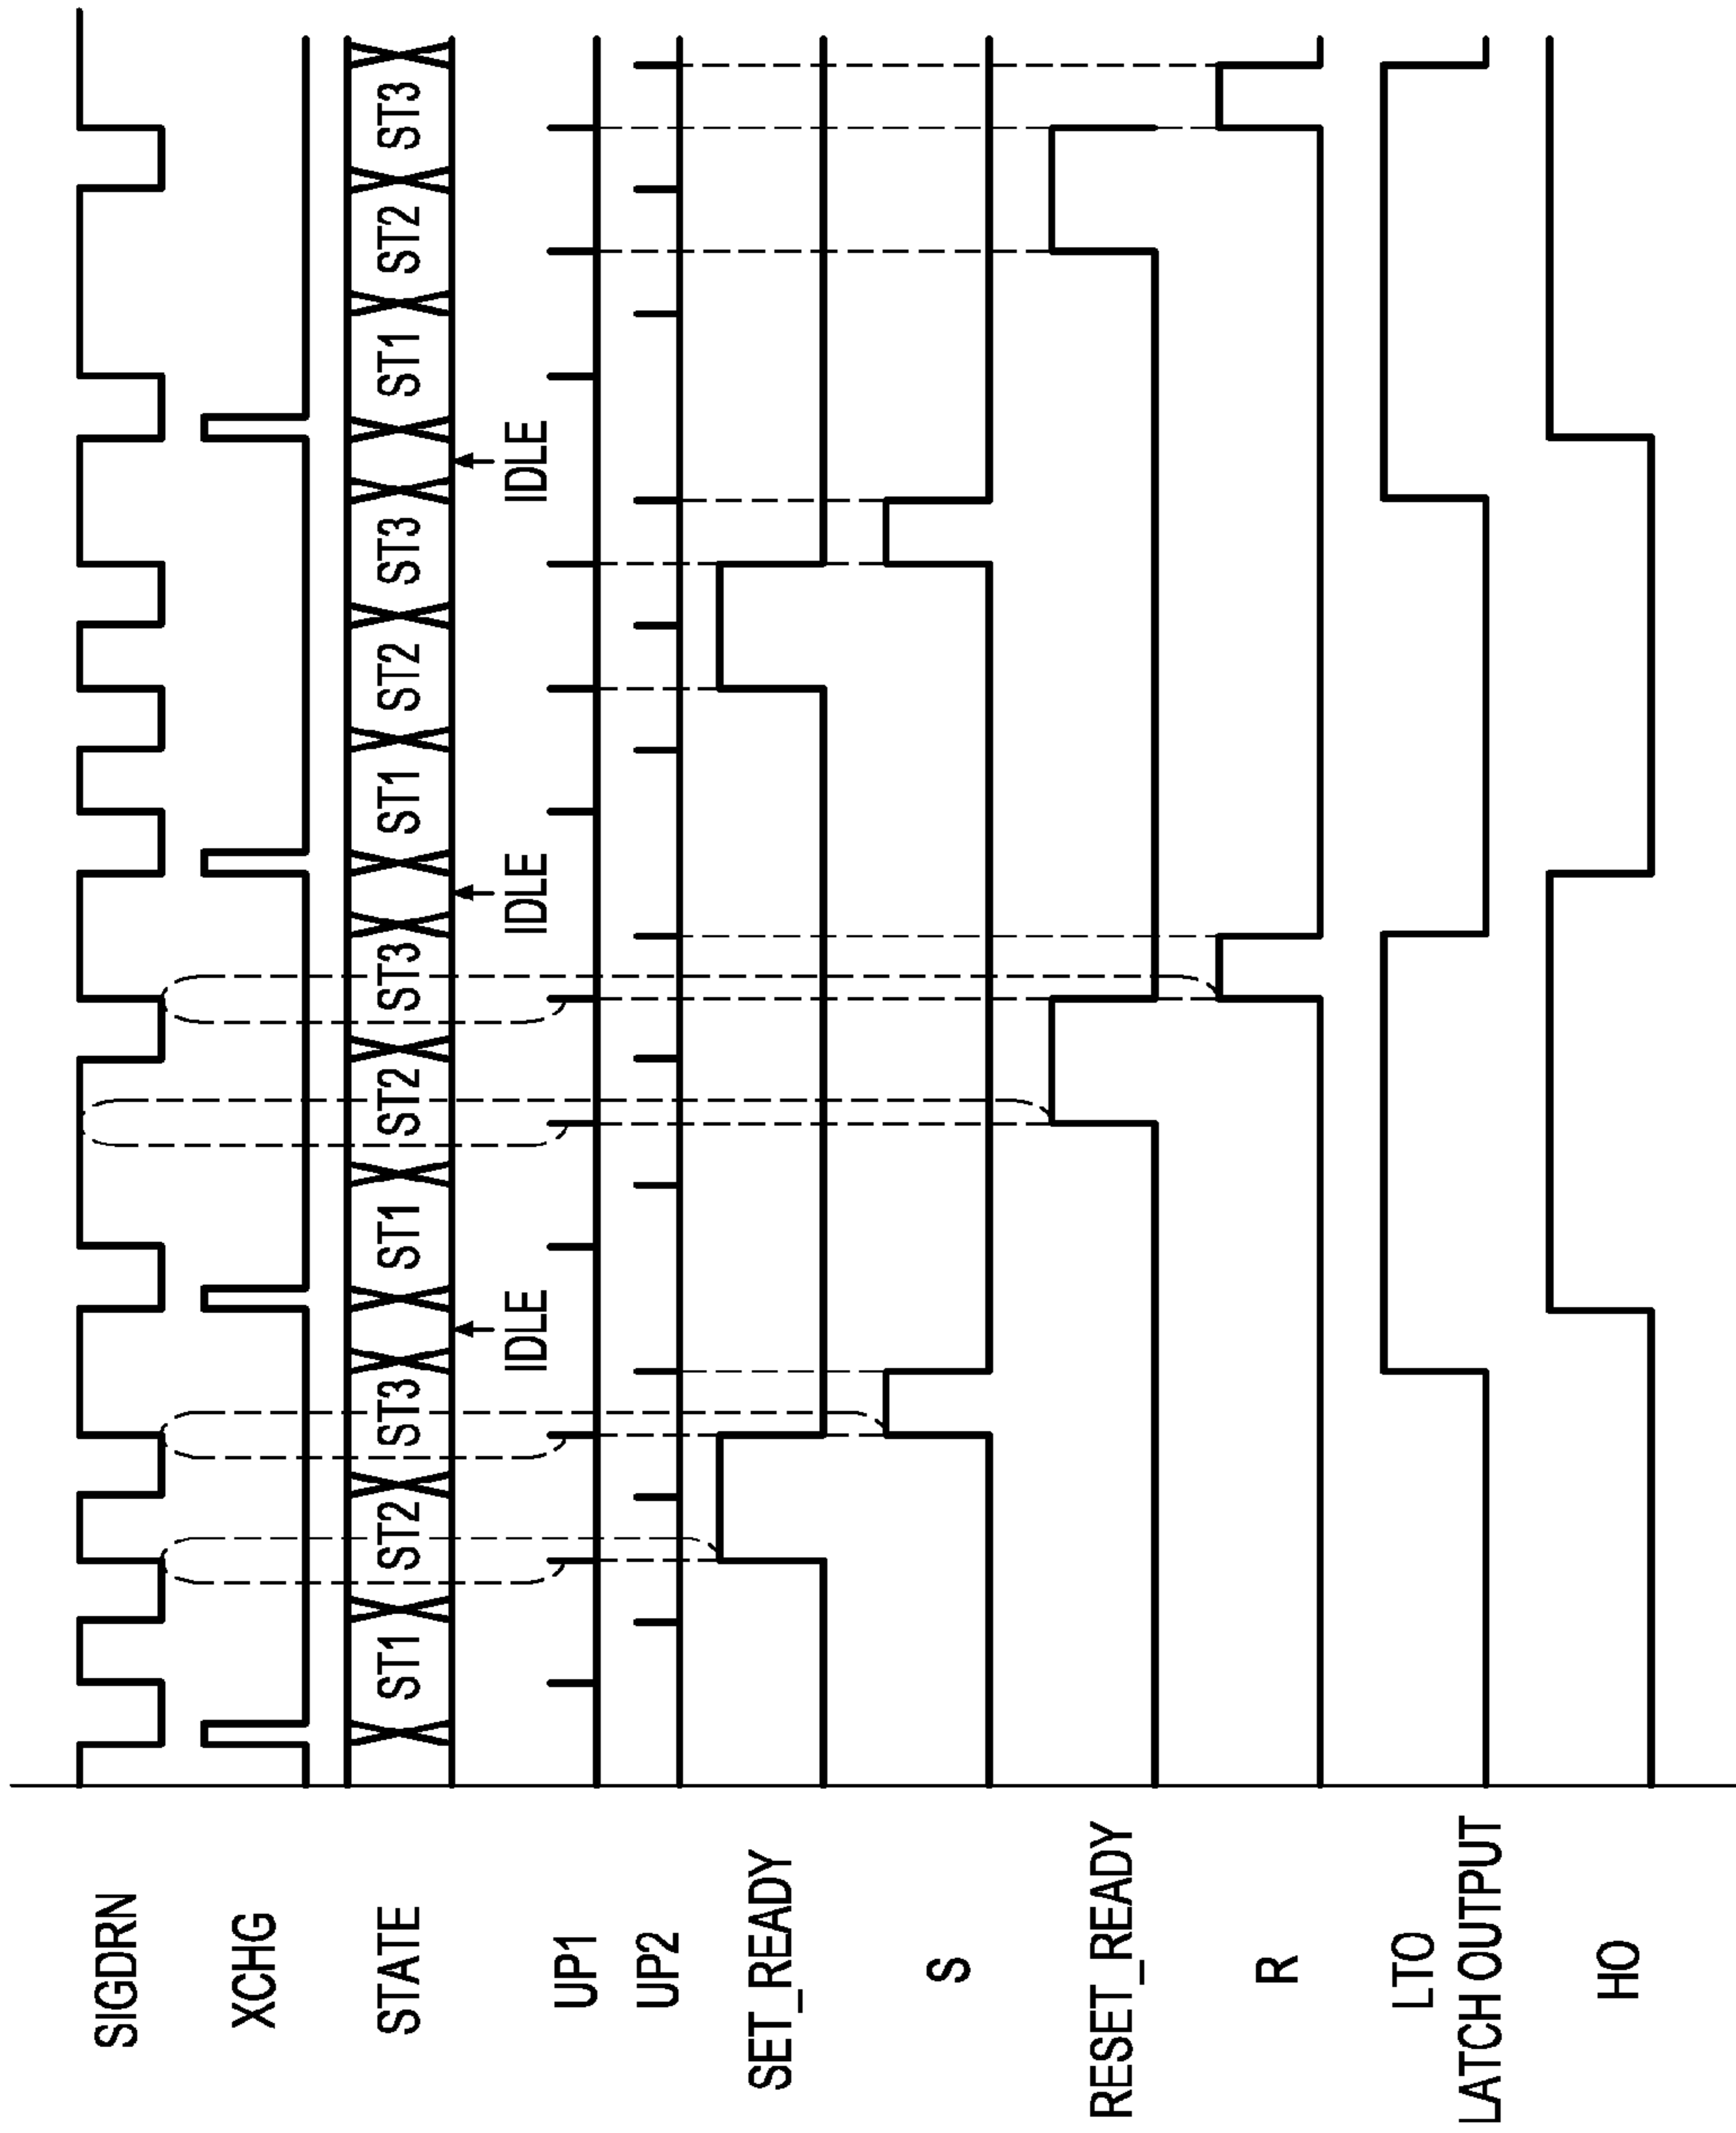 SIGDRN
XCHG
STATE
ST1 ST2 ST3 ST1 ST2 ST3 ST1 ST2 ST3 ST1 ST2 ST3
IDLE IDLE IDLE
UP1
UP2
SET_READY
S
RESET_READY
R
LTO
LATCH OUTPUT
HO